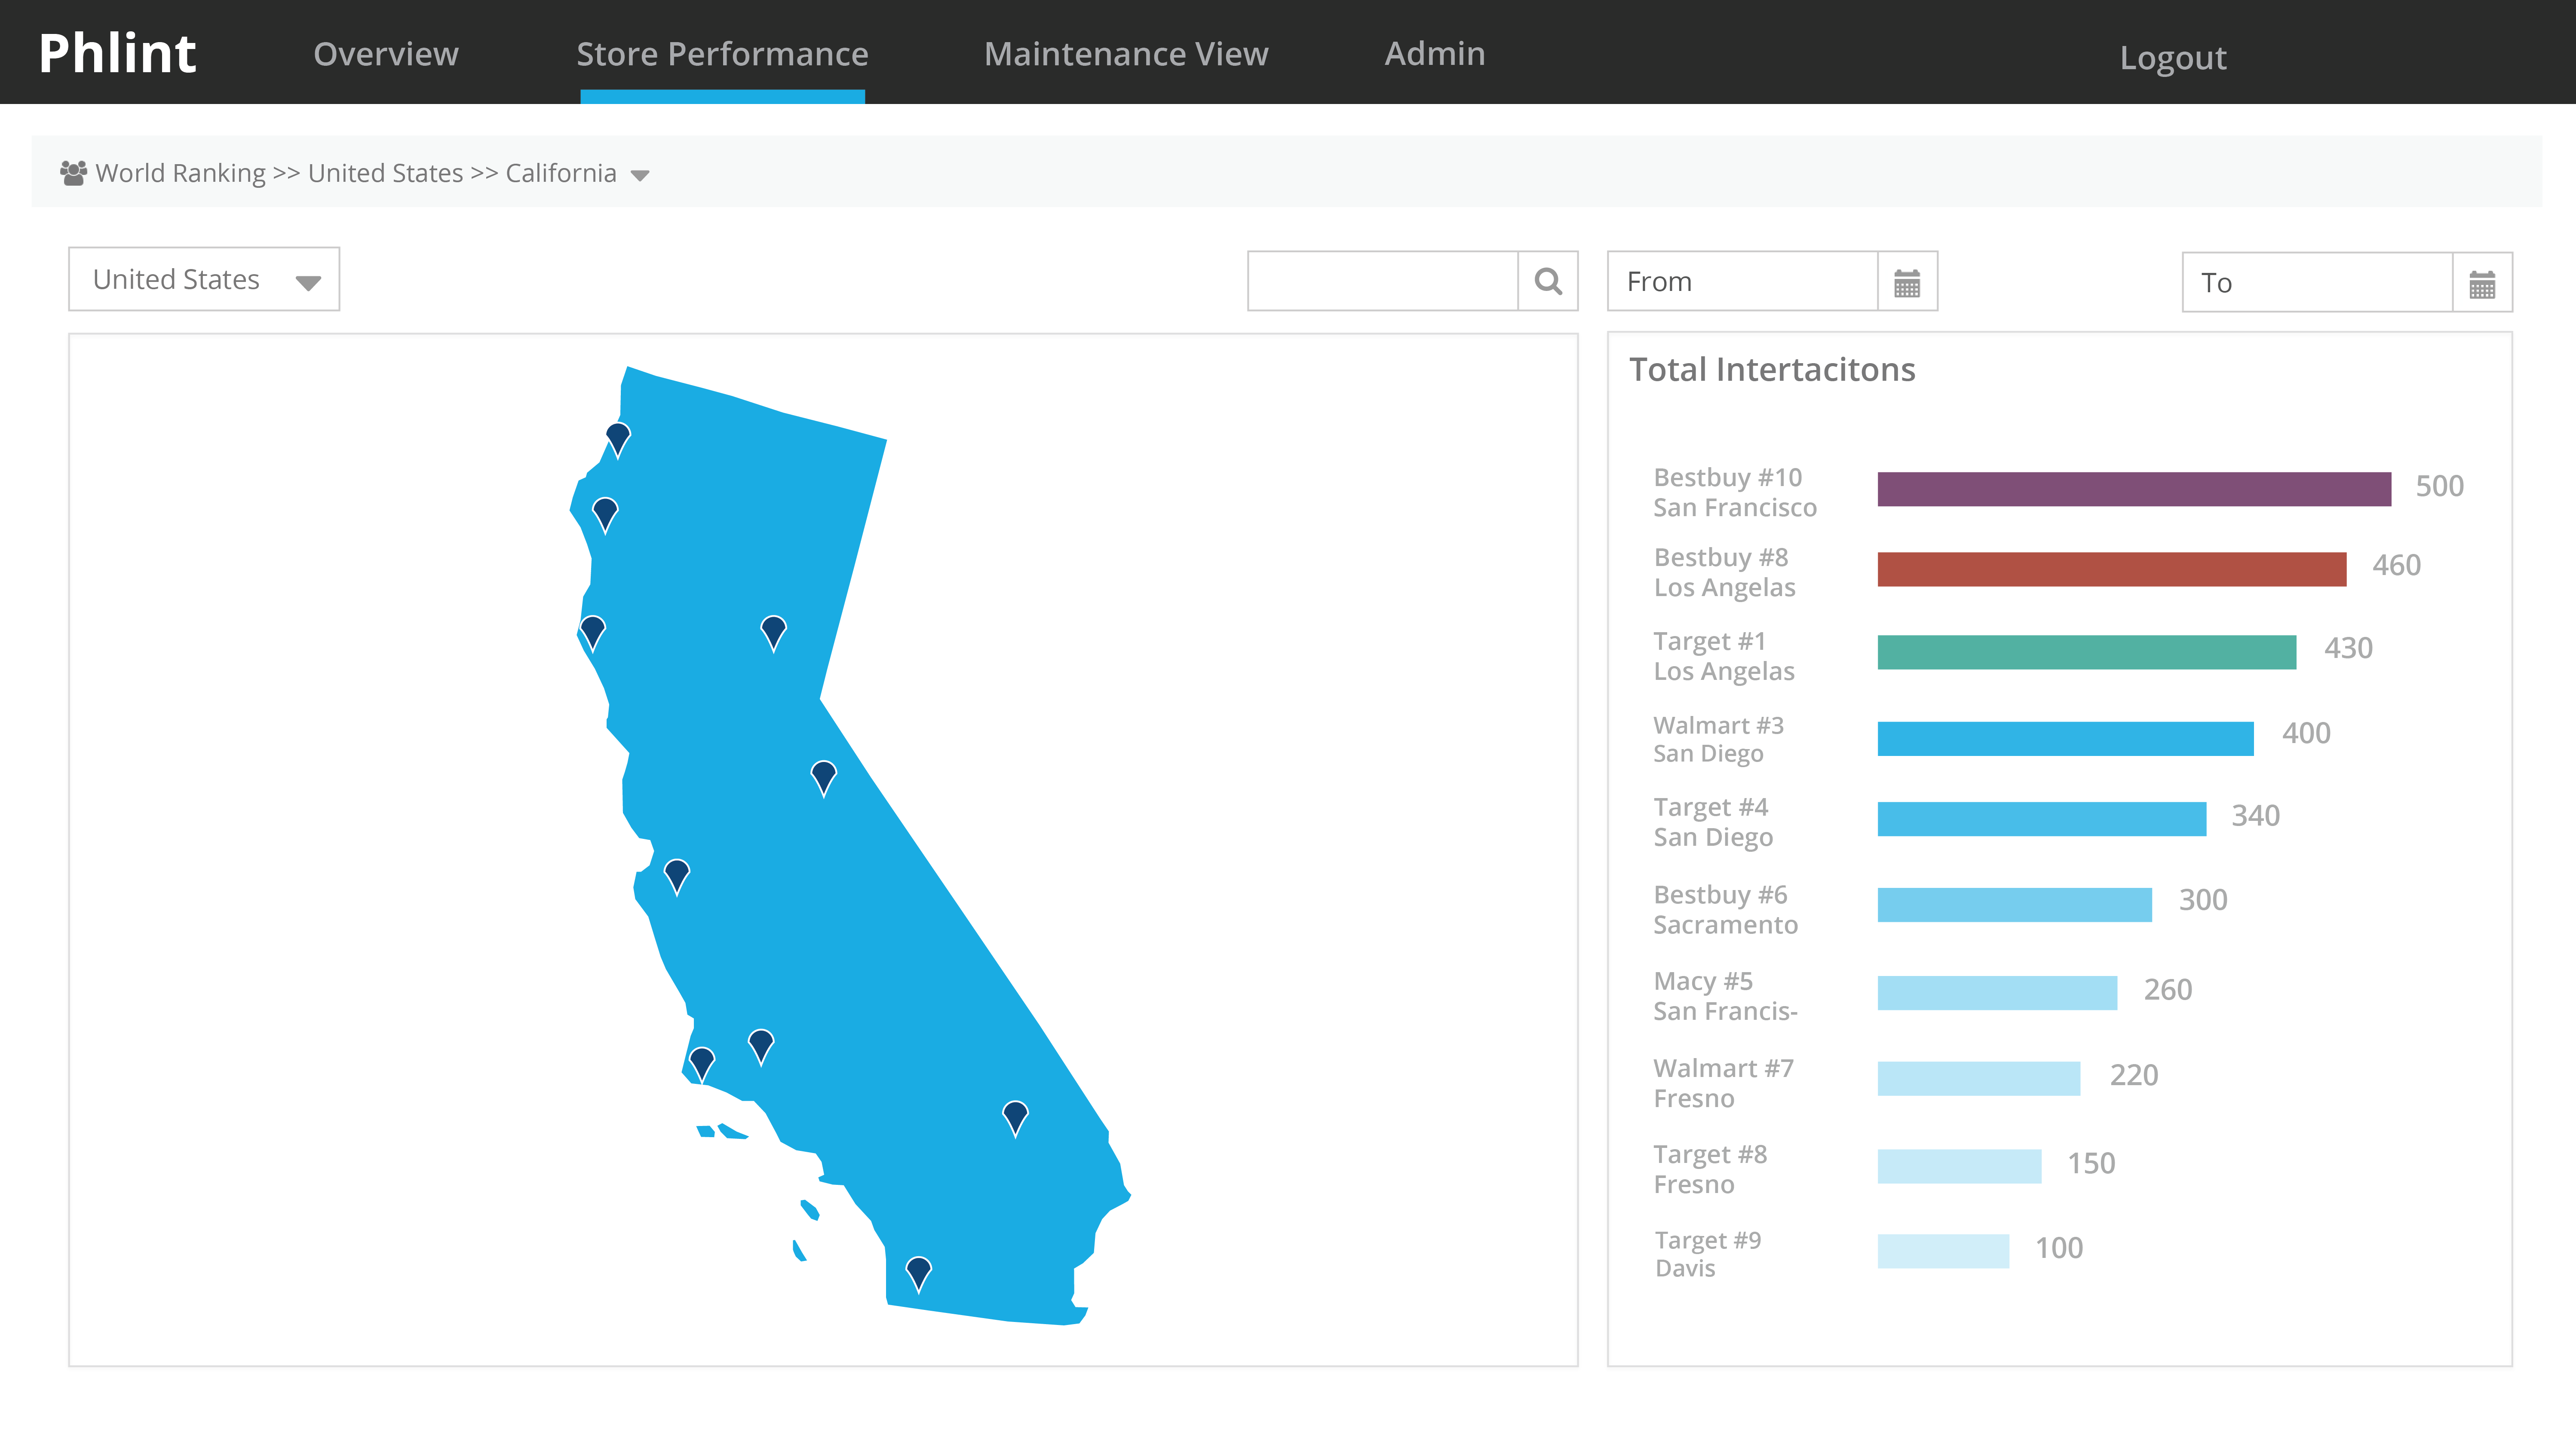 Phlint
Overview
Store Performance
Maintenance View
Admin
Logout
World Ranking >> United States >> California
United States
From
To
Total Intertacitons
Bestbuy #10
San Francisco
500
Bestbuy #8
Los Angelas
460
Target #1
Los Angelas
430
Walmart #3
San Diego
400
Target #4
San Diego
340
Bestbuy #6
Sacramento
300
Macy #5
San Francis-
260
Walmart #7
Fresno
220
Target #8
Fresno
150
Target #9
Davis
100